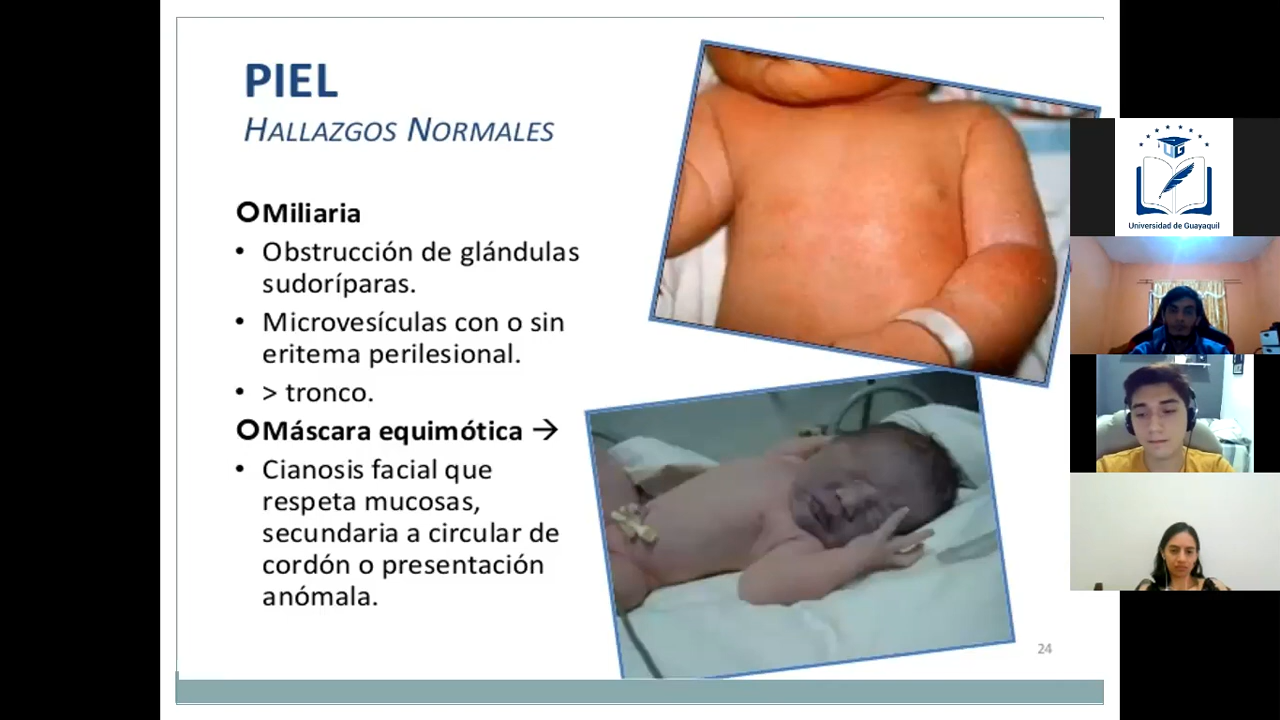 PIEL
HALLAZGOS NORMALES
Miliaria
• Obstrucción de glándulas
sudoríparas.
• Microvesículas con o sin
eritema perilesional.
• > tronco.
Máscara equimótica →
• Cianosis facial que
respeta mucosas,
secundaria a circular de
cordón o presentación
anómala.
24
UG
Universidad de Guayaquil